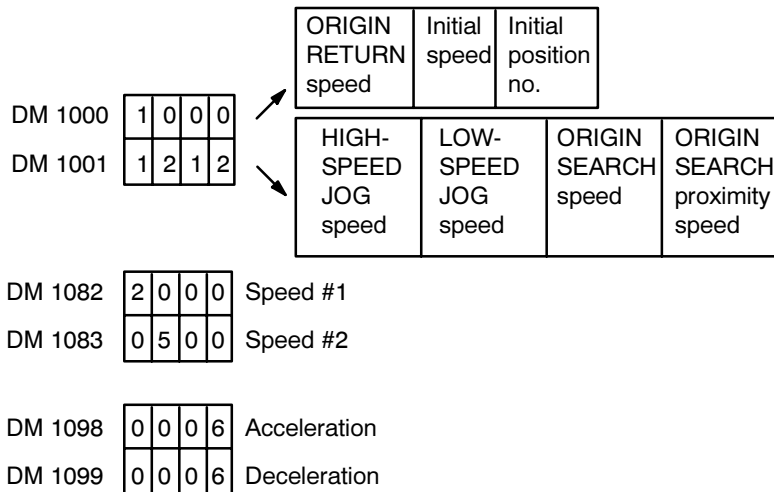 ORIGIN RETURN speed
Initial speed
Initial position no.
DM 1000 1 0 0 0
DM 1001 1 2 1 2
HIGH-SPEED JOG speed
LOW-SPEED JOG speed
ORIGIN SEARCH speed
ORIGIN SEARCH proximity speed
DM 1082 2 0 0 0 Speed #1
DM 1083 0 5 0 0 Speed #2
DM 1098 0 0 0 6 Acceleration
DM 1099 0 0 0 6 Deceleration